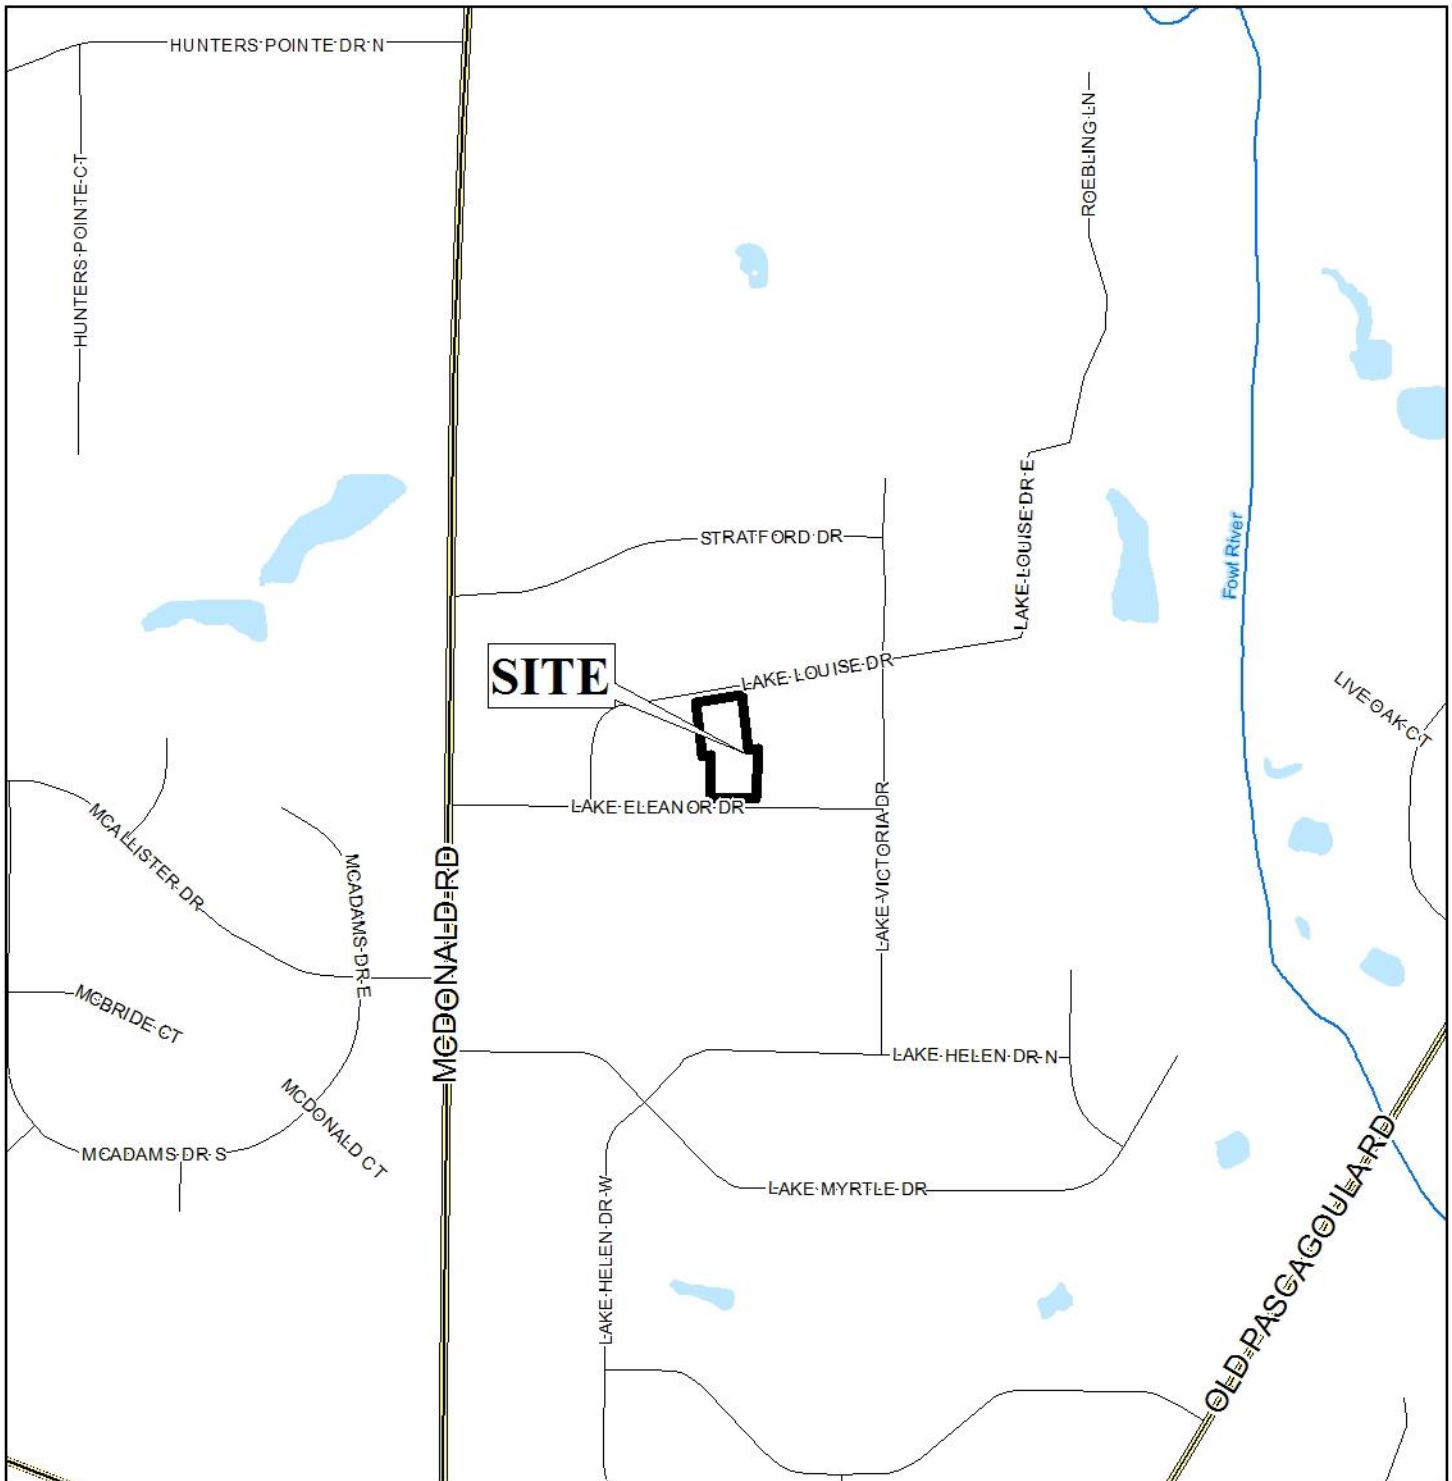 HUNTERS POINTE DR N
HUNTERS POINTE CT
ROEBLING LN
STRATFORD DR
LAKE LOUISE DR E
Fowl River
SITE
LAKE LOUISE DR
LIVE OAK CT
LAKE ELEANOR DR
LAKE VICTORIA DR
MCALLISTER DR
MCADAMS DR E
MCDONALD RD
MCBRIDE CT
LAKE HELEN DR N
MCDONALD CT
MCADAMS DR S
LAKE MYRTLE DR
LAKE HELEN DR W
OLD PASCAGOULA RD